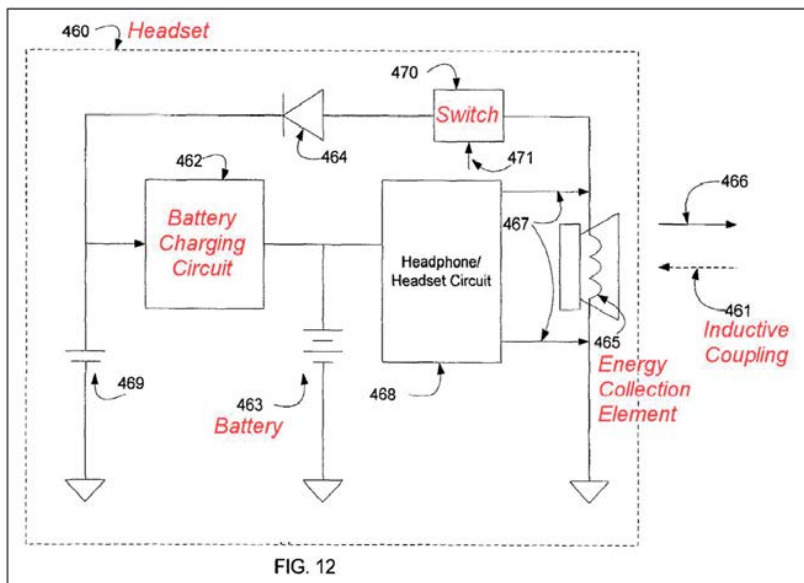 460
Headset
470
Switch
464
471
462
Battery
Charging
Circuit
466
467
Headphone/
Headset Circuit
461
Inductive
Coupling
465
Energy
Collection
Element
469
463
Battery
468
FIG. 12